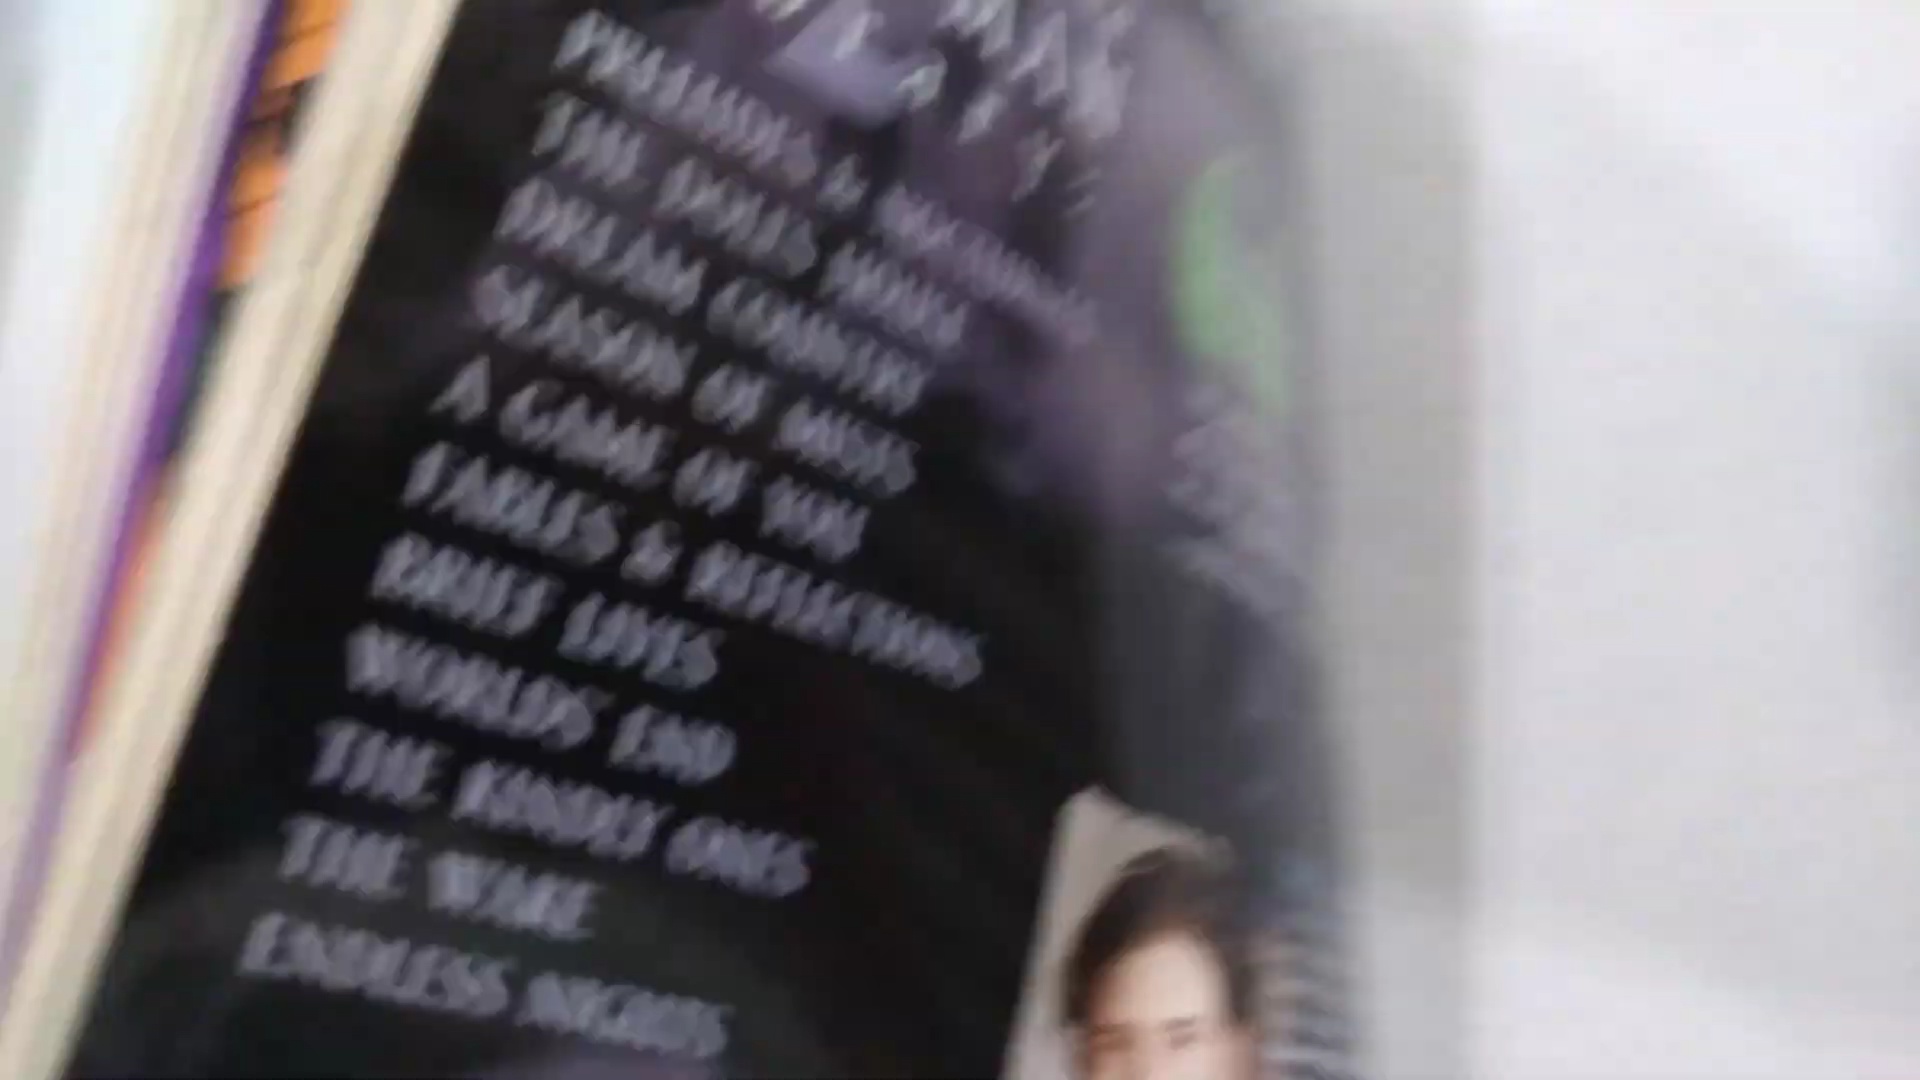 PRELUDES & NOCTURNES
THE DOLL'S HOUSE
DREAM COUNTRY
SEASON OF MISTS
A GAME OF YOU
FABLES & REFLECTIONS
BRIEF LIVES
WORLDS' END
THE KINDLY ONES
THE WAKE
ENDLESS NIGHTS